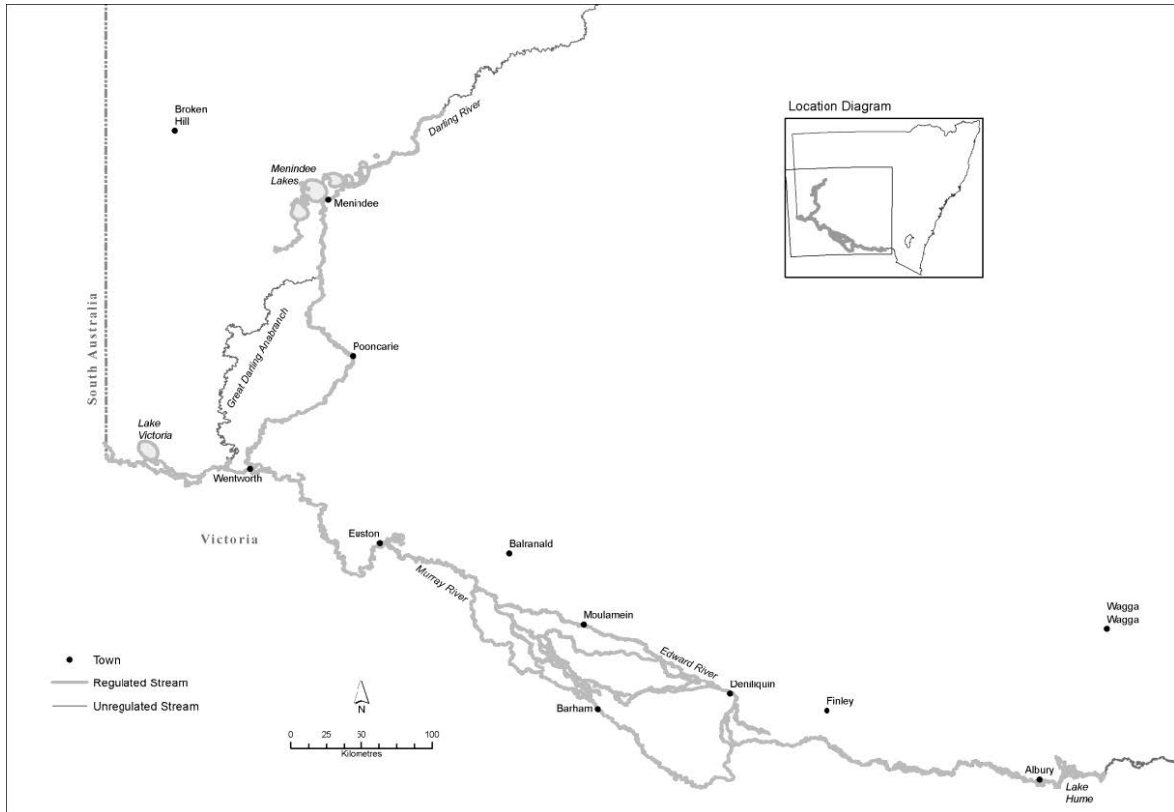 Broken
Hill
Darling River
Location Diagram
Menindee
Lakes
Menindee
South Australia
Great Darling Anabranch
Pooncarie
Lake
Victoria
Wentworth
Victoria
Euston
Balranald
Murray River
Moulamein
Wagga
Wagga
Edward River
Town
Regulated Stream
Unregulated Stream
N
Deniliquin
Barham
Finley
0 25 50 100
Kilometres
Albury
Lake
Hume